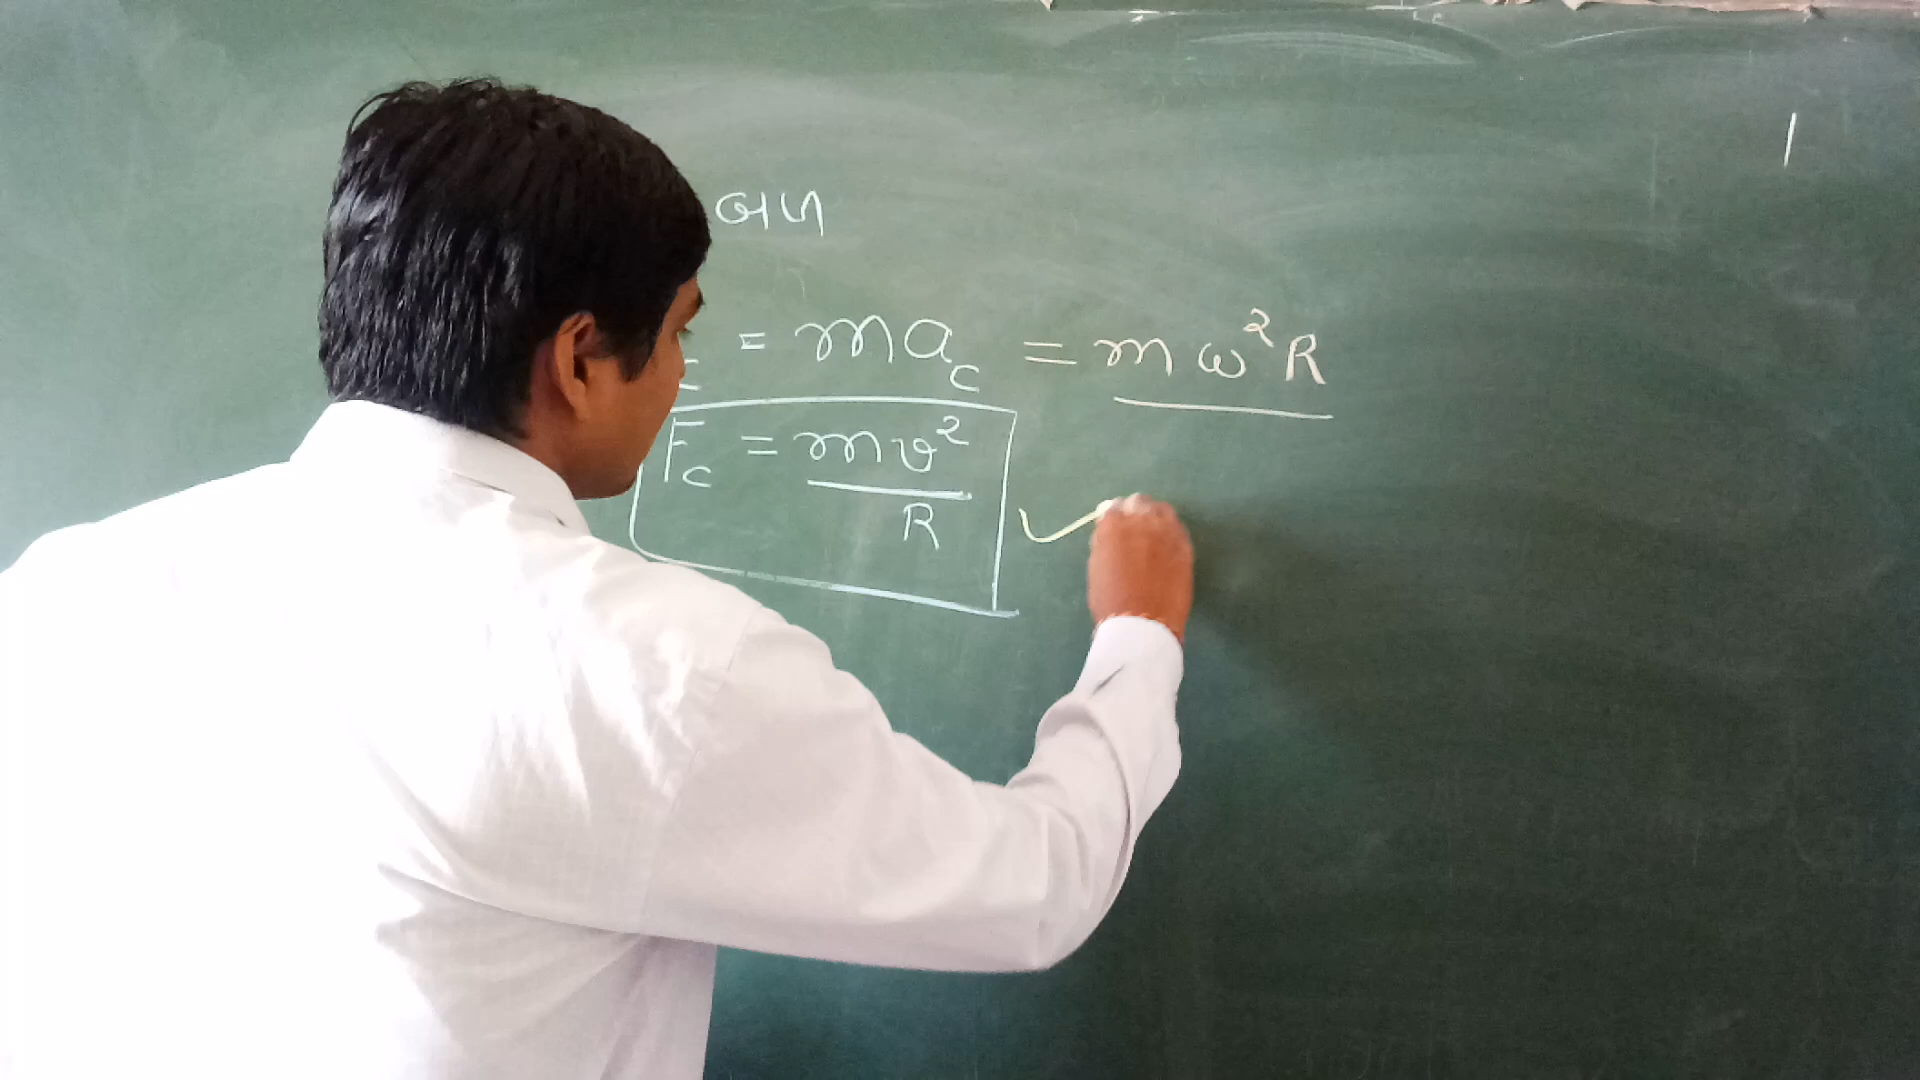 બળ
= ma_c = mω²R
F_c = mv²/R